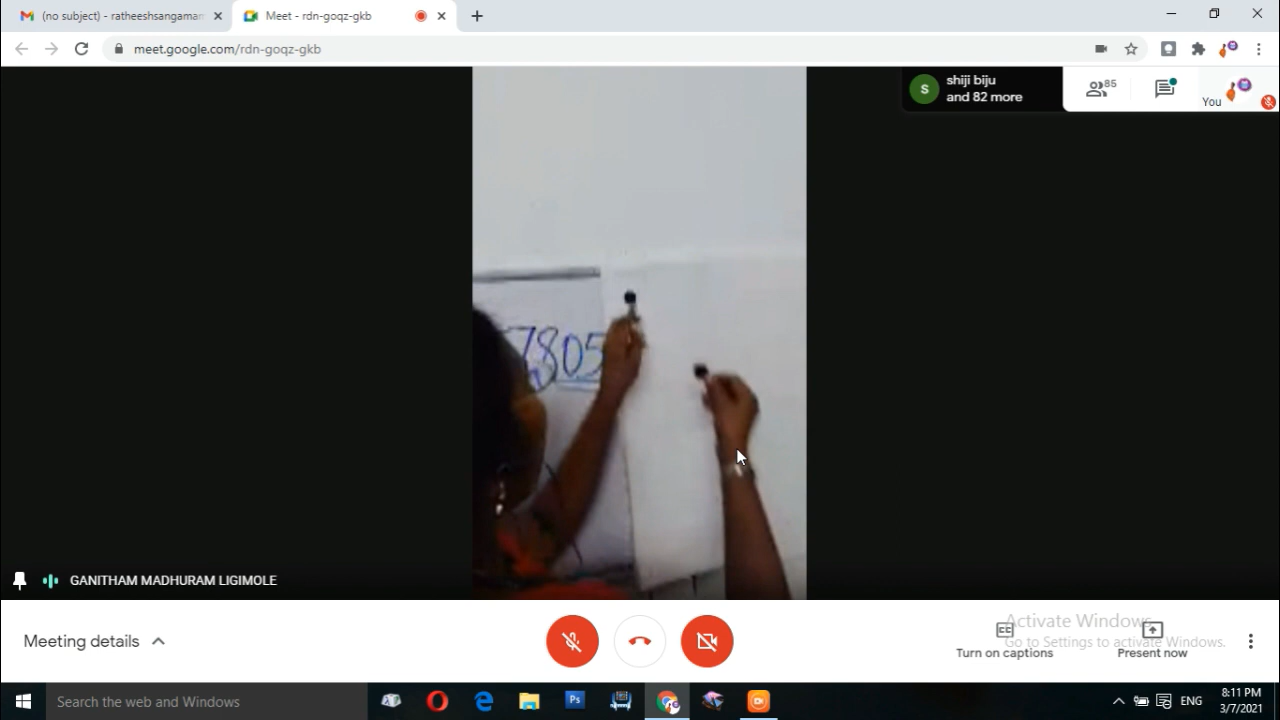 (no subject) - ratheeshsangamam
Meet - rdn-goqz-gkb
meet.google.com/rdn-goqz-gkb
shiji biju
and 82 more
85
S
You
7805
GANITHAM MADHURAM LIGIMOLE
Meeting details
Activate Windows
Go to Settings to activate Windows.
CC
Turn on captions
Present now
Search the web and Windows
Ps
ENG
8:11 PM
3/7/2021